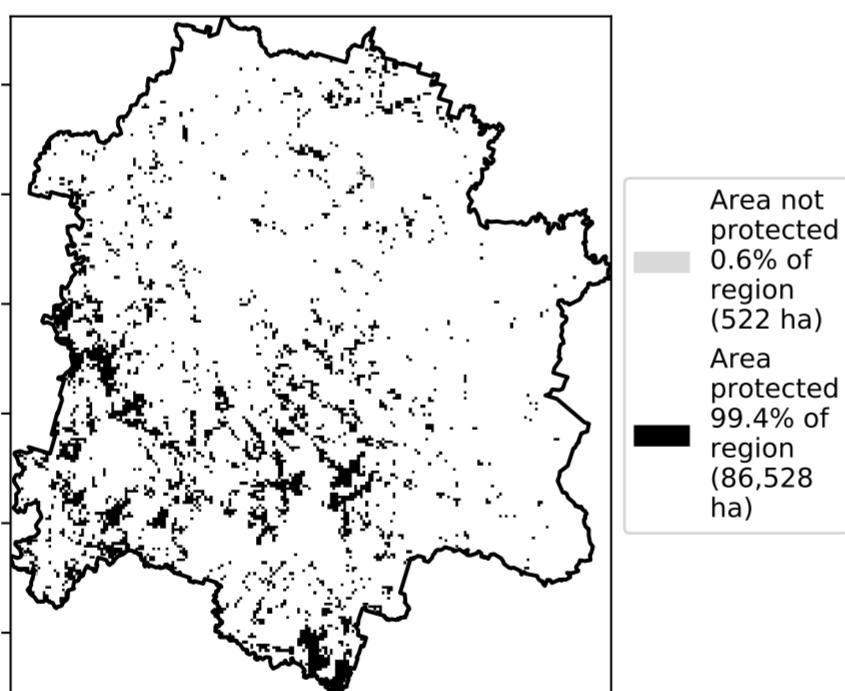 Area not
protected
0.6% of
region
(522 ha)
Area
protected
99.4% of
region
(86,528
ha)